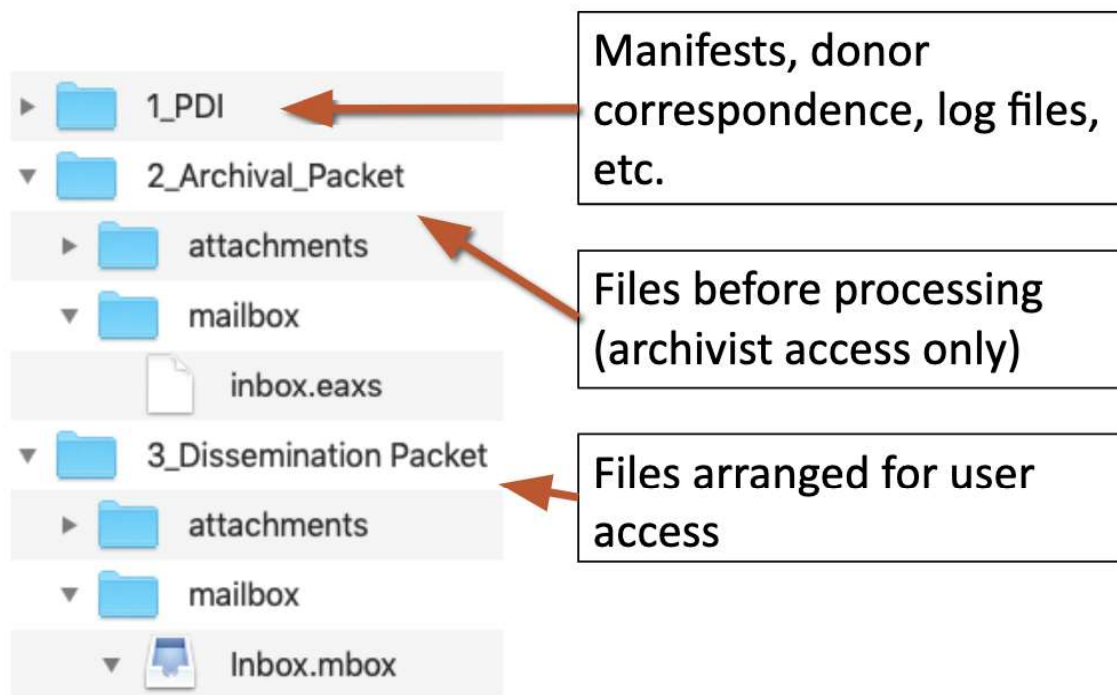 1_PDI
2_Archival_Packet
attachments
mailbox
inbox.eaxs
3_Dissemination Packet
attachments
mailbox
Inbox.mbox
Manifests, donor
correspondence, log files,
etc.
Files before processing
(archivist access only)
Files arranged for user
access